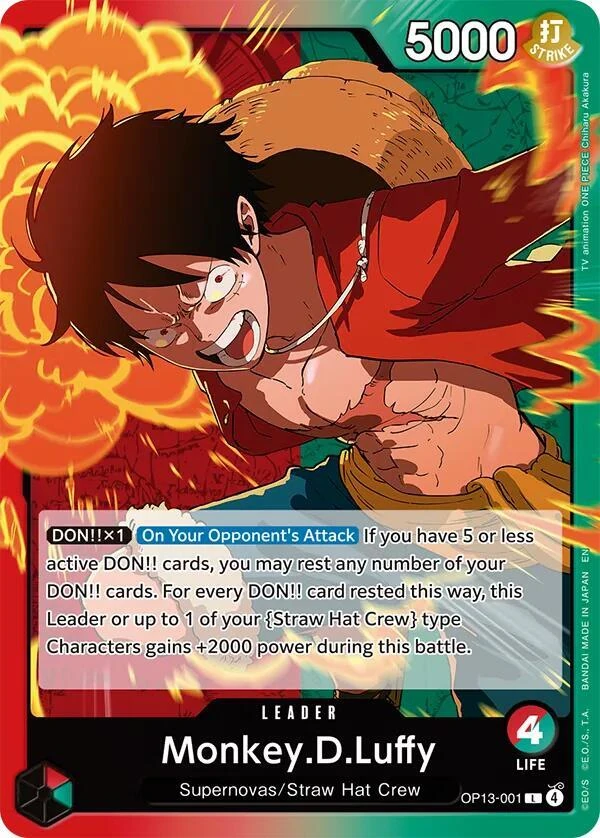 5000
打
STRIKE
TV animation ONE PIECE Chiharu Akakura
DON!!×1 On Your Opponent's Attack If you have 5 or less
active DON!! cards, you may rest any number of your
DON!! cards. For every DON!! card rested this way, this
Leader or up to 1 of your {Straw Hat Crew} type
Characters gains +2000 power during this battle.
©EO/S ©E.O./S., T.A. BANDAI MADE IN JAPAN EN
LEADER
Monkey.D.Luffy
4
LIFE
Supernovas/Straw Hat Crew
OP13-001 L 4